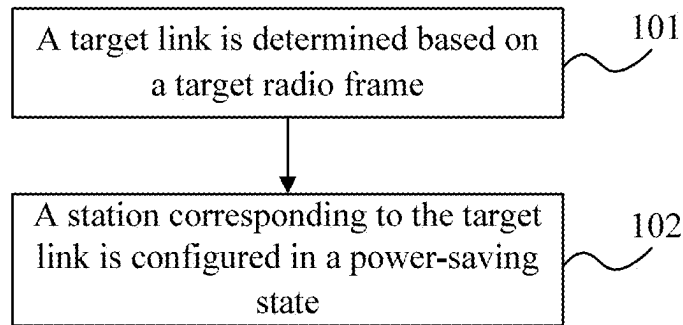 A target link is determined based on
a target radio frame
101
A station corresponding to the target
link is configured in a power-saving
state
102